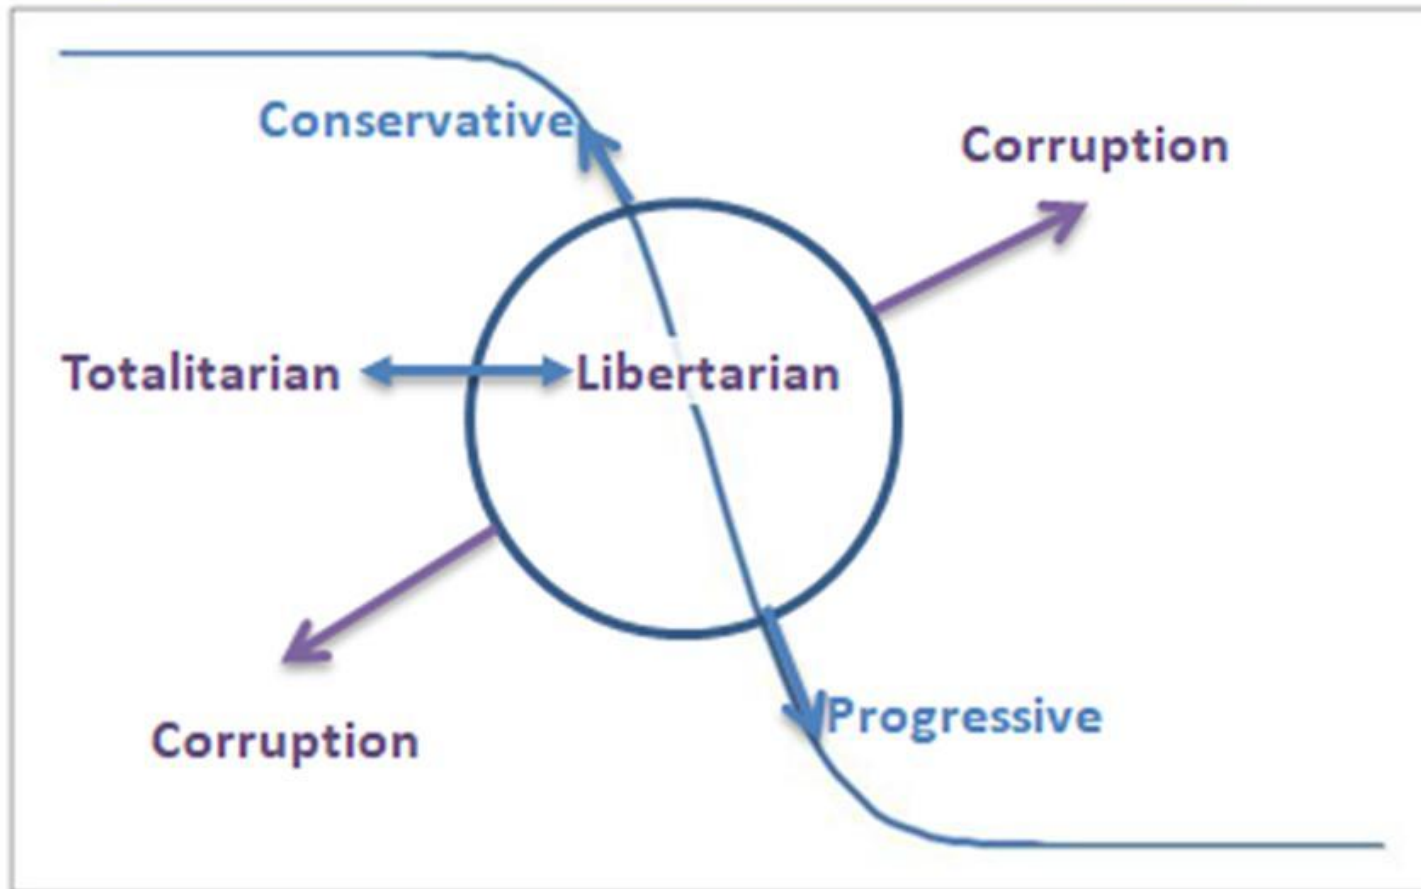 Conservative
Corruption
Totalitarian
Libertarian
Progressive
Corruption